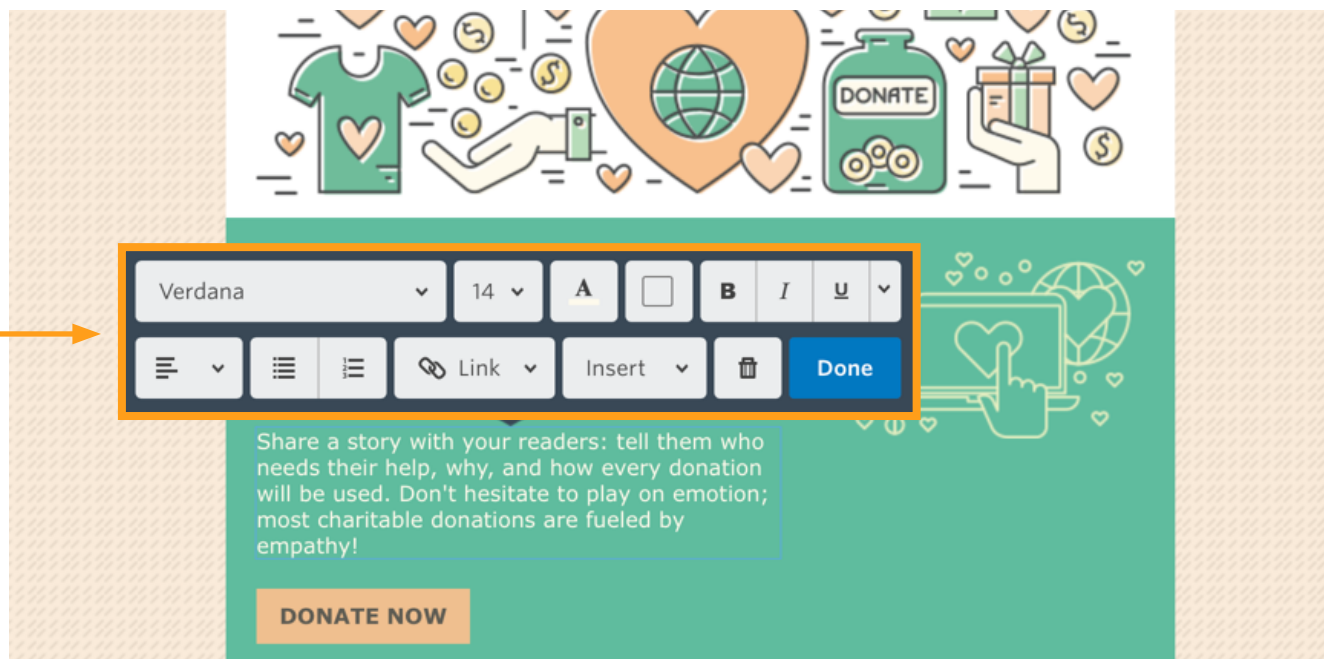 DONATE
Verdana 14 A B I U
Link Insert Done
Share a story with your readers: tell them who
needs their help, why, and how every donation
will be used. Don't hesitate to play on emotion;
most charitable donations are fueled by
empathy!
DONATE NOW